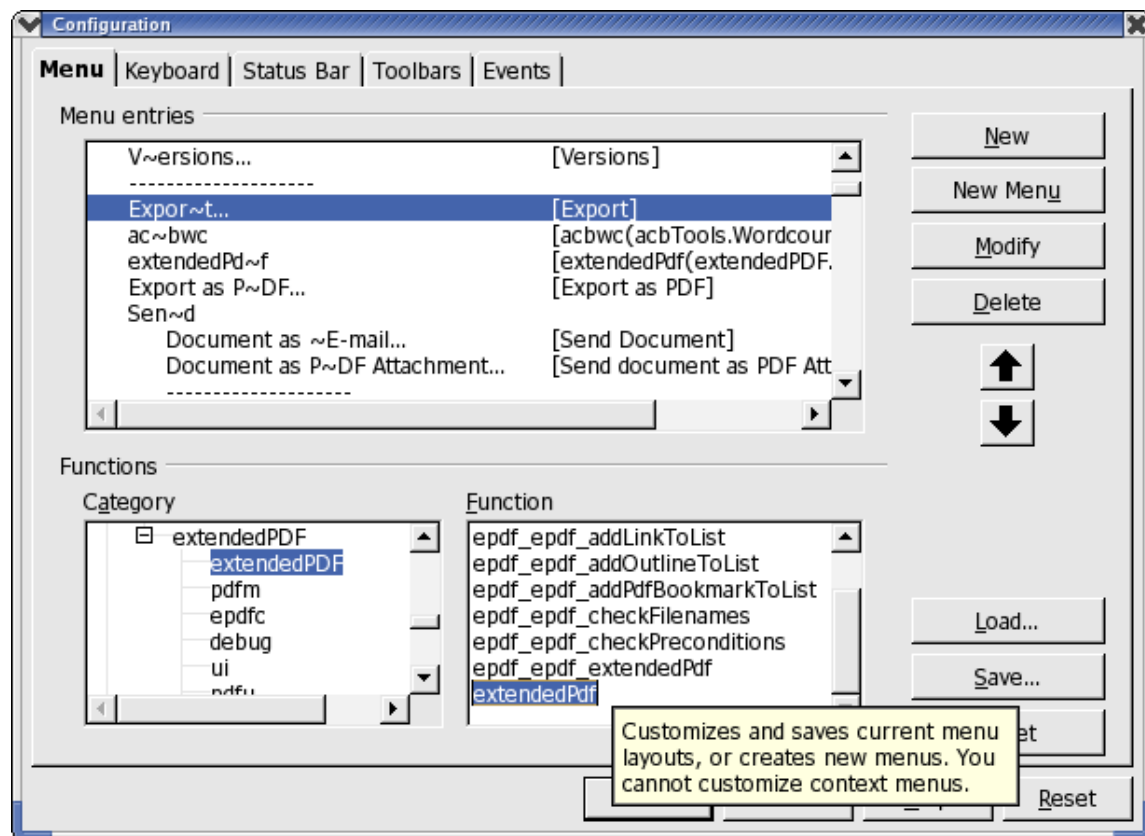 Configuration
Menu Keyboard Status Bar Toolbars Events
Menu entries
V~ersions... [Versions]
--------------------
Expor~t... [Export]
ac~bwc [acbwc(acbTools.Wordcour
extendedPd~f [extendedPdf(extendedPDF.
Export as P~DF... [Export as PDF]
Sen~d
Document as ~E-mail... [Send Document]
Document as P~DF Attachment... [Send document as PDF Att
--------------------
New
New Menu
Modify
Delete
Functions
Category
extendedPDF
extendedPDF
pdfm
epdfc
debug
ui
Function
epdf_epdf_addLinkToList
epdf_epdf_addOutlineToList
epdf_epdf_addPdfBookmarkToList
epdf_epdf_checkFilenames
epdf_epdf_checkPreconditions
epdf_epdf_extendedPdf
extendedPdf
Load...
Save...
Customizes and saves current menu
layouts, or creates new menus. You
cannot customize context menus.
Reset